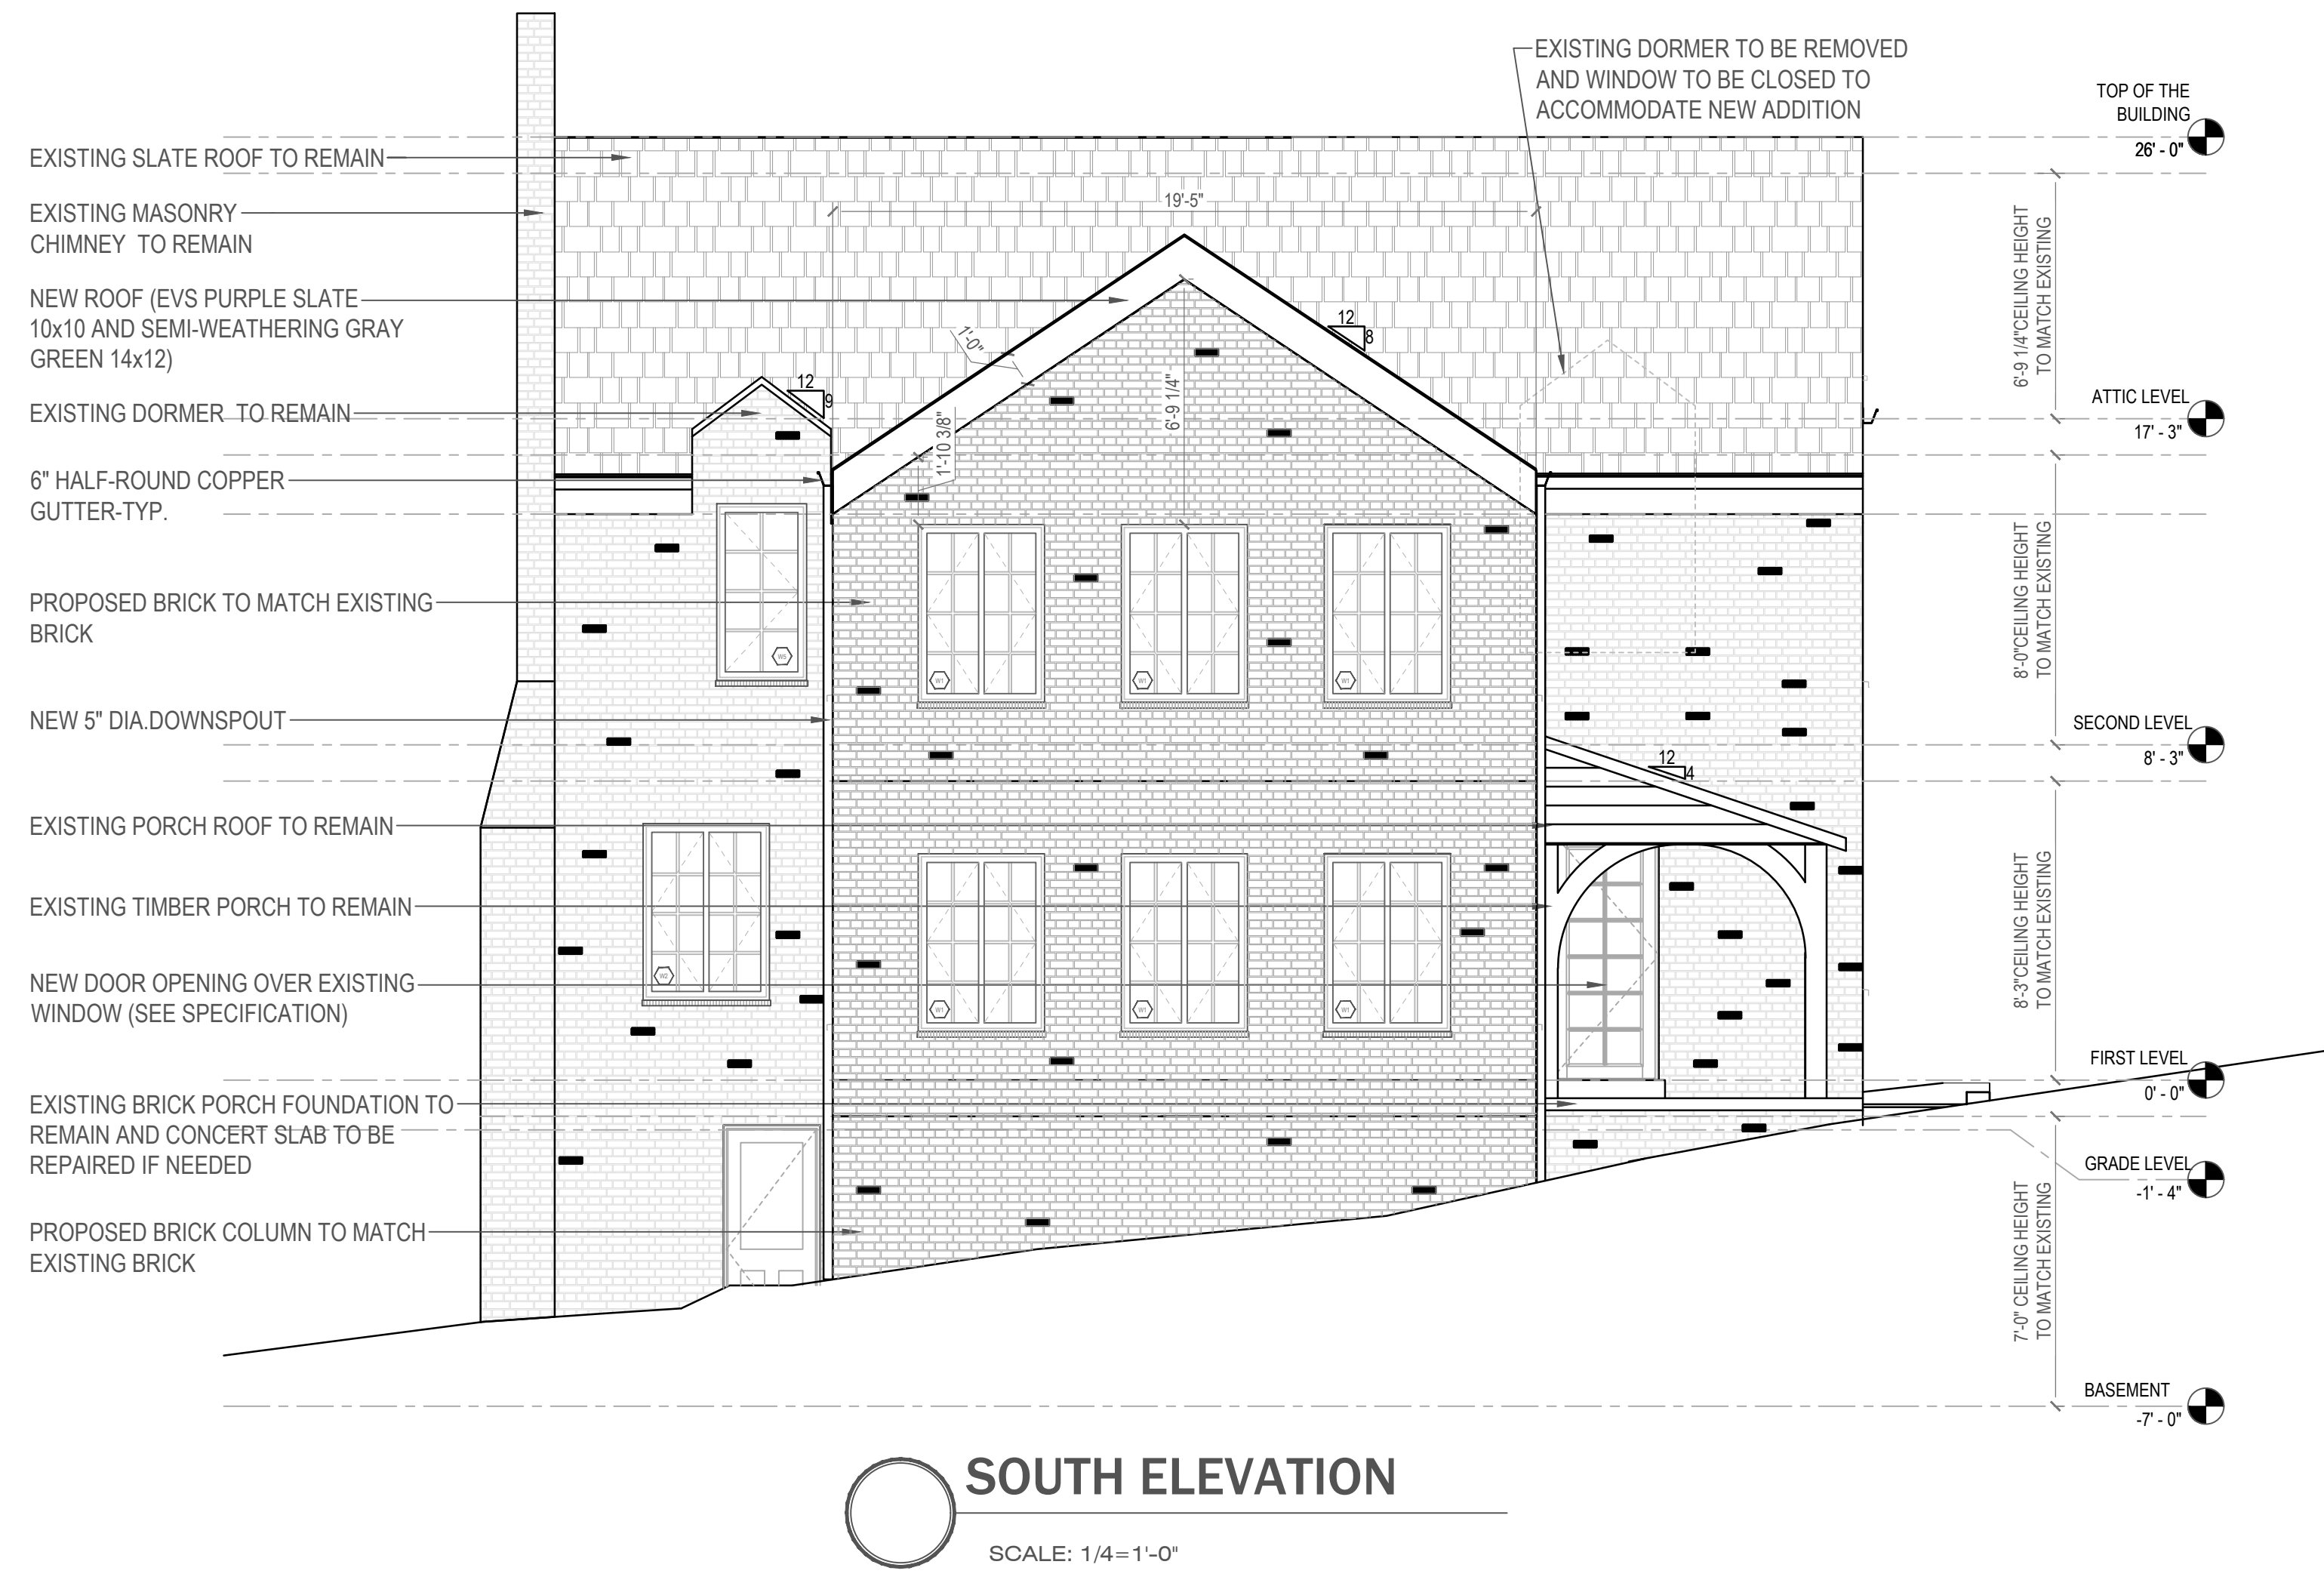 EXISTING DORMER TO BE REMOVED
AND WINDOW TO BE CLOSED TO
ACCOMMODATE NEW ADDITION
TOP OF THE
BUILDING
26' - 0"
EXISTING SLATE ROOF TO REMAIN
EXISTING MASONRY
CHIMNEY TO REMAIN
NEW ROOF (EVS PURPLE SLATE
10x10 AND SEMI-WEATHERING GRAY
GREEN 14x12)
EXISTING DORMER TO REMAIN
6" HALF-ROUND COPPER
GUTTER-TYP.
PROPOSED BRICK TO MATCH EXISTING
BRICK
NEW 5" DIA.DOWNSPOUT
EXISTING PORCH ROOF TO REMAIN
EXISTING TIMBER PORCH TO REMAIN
NEW DOOR OPENING OVER EXISTING
WINDOW (SEE SPECIFICATION)
EXISTING BRICK PORCH FOUNDATION TO
REMAIN AND CONCERT SLAB TO BE
REPAIRED IF NEEDED
PROPOSED BRICK COLUMN TO MATCH
EXISTING BRICK
19'-5"
12
8
1'-0"
12
9
6'-9 1/4"
1'-10 3/8"
W5
W1
W1
W1
12
4
W2
W1
W1
W1
6'-9 1/4"CEILING HEIGHT
TO MATCH EXISTING
ATTIC LEVEL
17' - 3"
8'-0"CEILING HEIGHT
TO MATCH EXISTING
SECOND LEVEL
8' - 3"
8'-3"CEILING HEIGHT
TO MATCH EXISTING
FIRST LEVEL
0' - 0"
GRADE LEVEL
-1' - 4"
7'-0" CEILING HEIGHT
TO MATCH EXISTING
BASEMENT
-7' - 0"
SOUTH ELEVATION
SCALE: 1/4=1'-0"